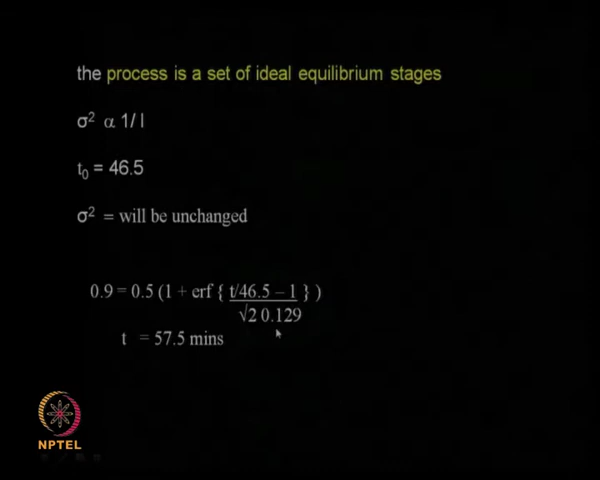 the process is a set of ideal equilibrium stages
σ² α 1/ l
t₀ = 46.5
σ² = will be unchanged
0.9 = 0.5 (1 + erf { t/46.5 – 1 } )
√2 0.129
t = 57.5 mins
NPTEL